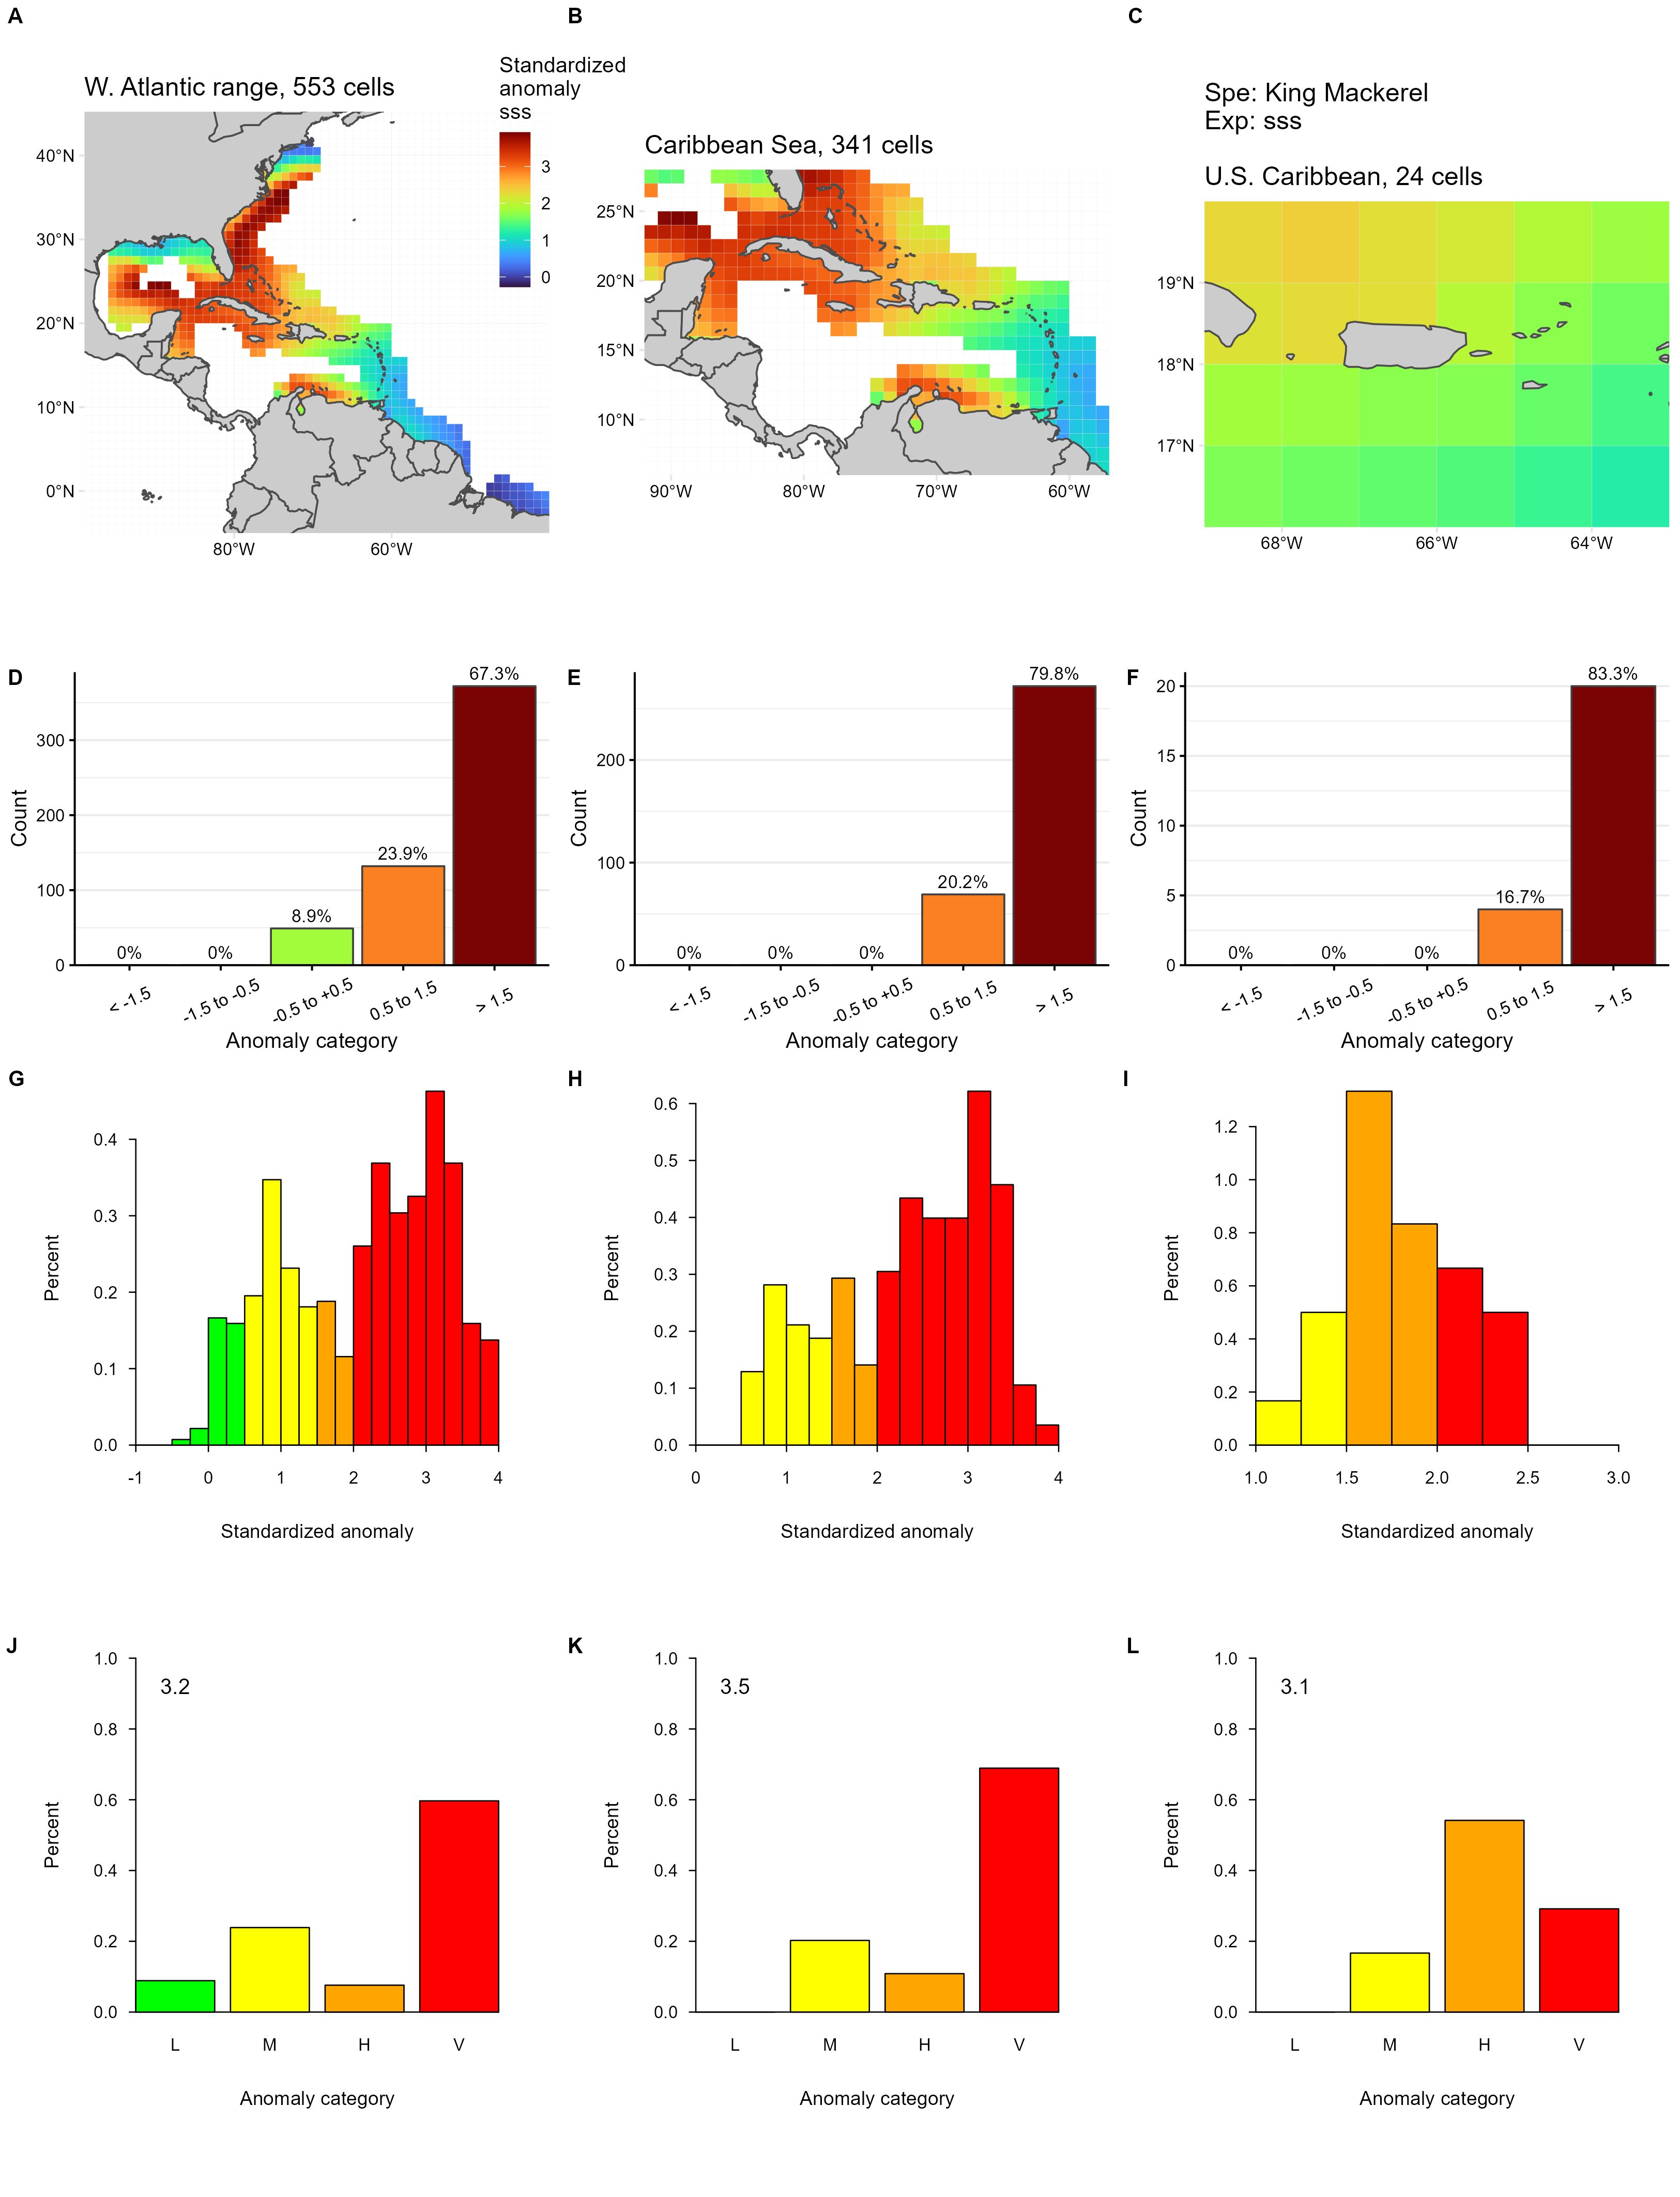 A
B
C
W. Atlantic range, 553 cells
Standardized
anomaly
sss
3
2
1
0
40°N
30°N
20°N
10°N
0°N
80°W
60°W
Caribbean Sea, 341 cells
25°N
20°N
15°N
10°N
90°W
80°W
70°W
60°W
Spe: King Mackerel
Exp: sss
U.S. Caribbean, 24 cells
19°N
18°N
17°N
68°W
66°W
64°W
D
Count
300
200
100
0
0%
0%
8.9%
23.9%
67.3%
< -1.5
-1.5 to -0.5
-0.5 to +0.5
0.5 to 1.5
> 1.5
Anomaly category
E
Count
200
100
0
0%
0%
0%
20.2%
79.8%
< -1.5
-1.5 to -0.5
-0.5 to +0.5
0.5 to 1.5
> 1.5
Anomaly category
F
Count
20
15
10
5
0
0%
0%
0%
16.7%
83.3%
< -1.5
-1.5 to -0.5
-0.5 to +0.5
0.5 to 1.5
> 1.5
Anomaly category
G
Percent
0.4
0.3
0.2
0.1
0.0
-1
0
1
2
3
4
Standardized anomaly
H
Percent
0.6
0.5
0.4
0.3
0.2
0.1
0.0
0
1
2
3
4
Standardized anomaly
I
Percent
1.2
1.0
0.8
0.6
0.4
0.2
0.0
1.0
1.5
2.0
2.5
3.0
Standardized anomaly
J
3.2
Percent
1.0
0.8
0.6
0.4
0.2
0.0
L
M
H
V
Anomaly category
K
3.5
Percent
1.0
0.8
0.6
0.4
0.2
0.0
L
M
H
V
Anomaly category
L
3.1
Percent
1.0
0.8
0.6
0.4
0.2
0.0
L
M
H
V
Anomaly category